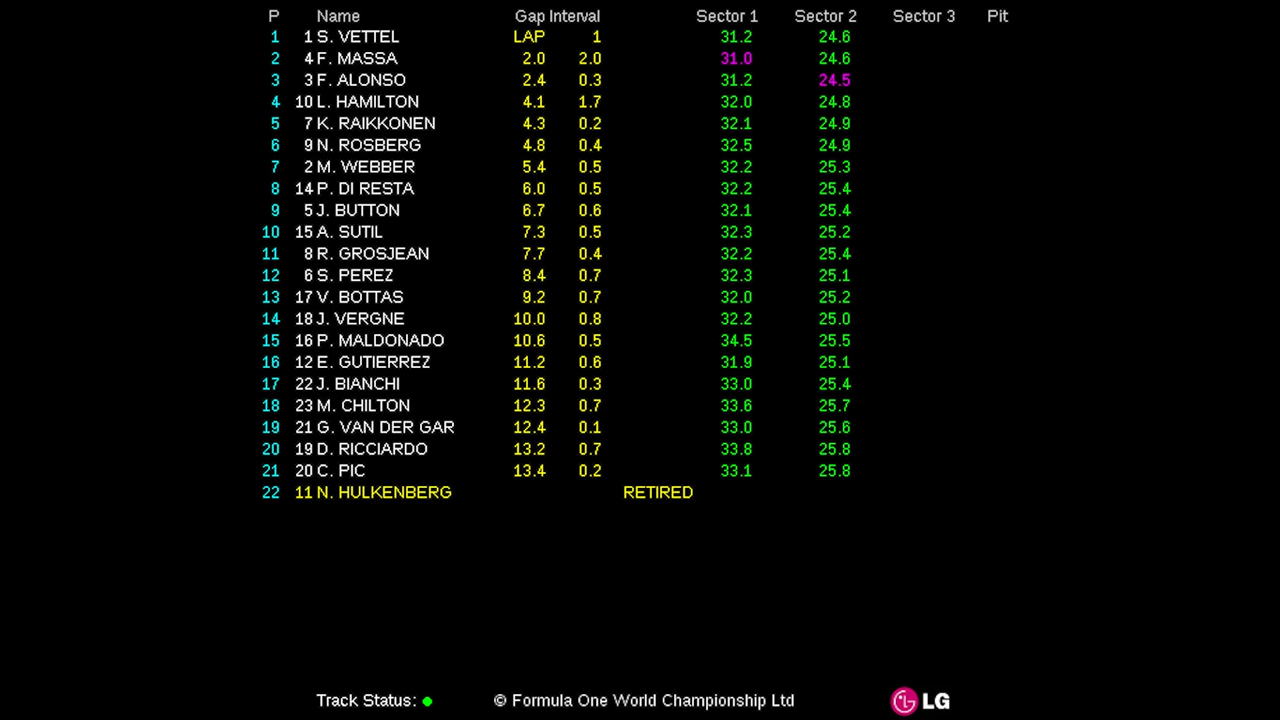 P Name Gap Interval Sector 1 Sector 2 Sector 3 Pit
1 1 S. VETTEL LAP 1 31.2 24.6
2 4 F. MASSA 2.0 2.0 31.0 24.6
3 3 F. ALONSO 2.4 0.3 31.2 24.5
4 10 L. HAMILTON 4.1 1.7 32.0 24.8
5 7 K. RAIKKONEN 4.3 0.2 32.1 24.9
6 9 N. ROSBERG 4.8 0.4 32.5 24.9
7 2 M. WEBBER 5.4 0.5 32.2 25.3
8 14 P. DI RESTA 6.0 0.5 32.2 25.4
9 5 J. BUTTON 6.7 0.6 32.1 25.4
10 15 A. SUTIL 7.3 0.5 32.3 25.2
11 8 R. GROSJEAN 7.7 0.4 32.2 25.4
12 6 S. PEREZ 8.4 0.7 32.3 25.1
13 17 V. BOTTAS 9.2 0.7 32.0 25.2
14 18 J. VERGNE 10.0 0.8 32.2 25.0
15 16 P. MALDONADO 10.6 0.5 34.5 25.5
16 12 E. GUTIERREZ 11.2 0.6 31.9 25.1
17 22 J. BIANCHI 11.6 0.3 33.0 25.4
18 23 M. CHILTON 12.3 0.7 33.6 25.7
19 21 G. VAN DER GAR 12.4 0.1 33.0 25.6
20 19 D. RICCIARDO 13.2 0.7 33.8 25.8
21 20 C. PIC 13.4 0.2 33.1 25.8
22 11 N. HULKENBERG RETIRED
Track Status: © Formula One World Championship Ltd LG